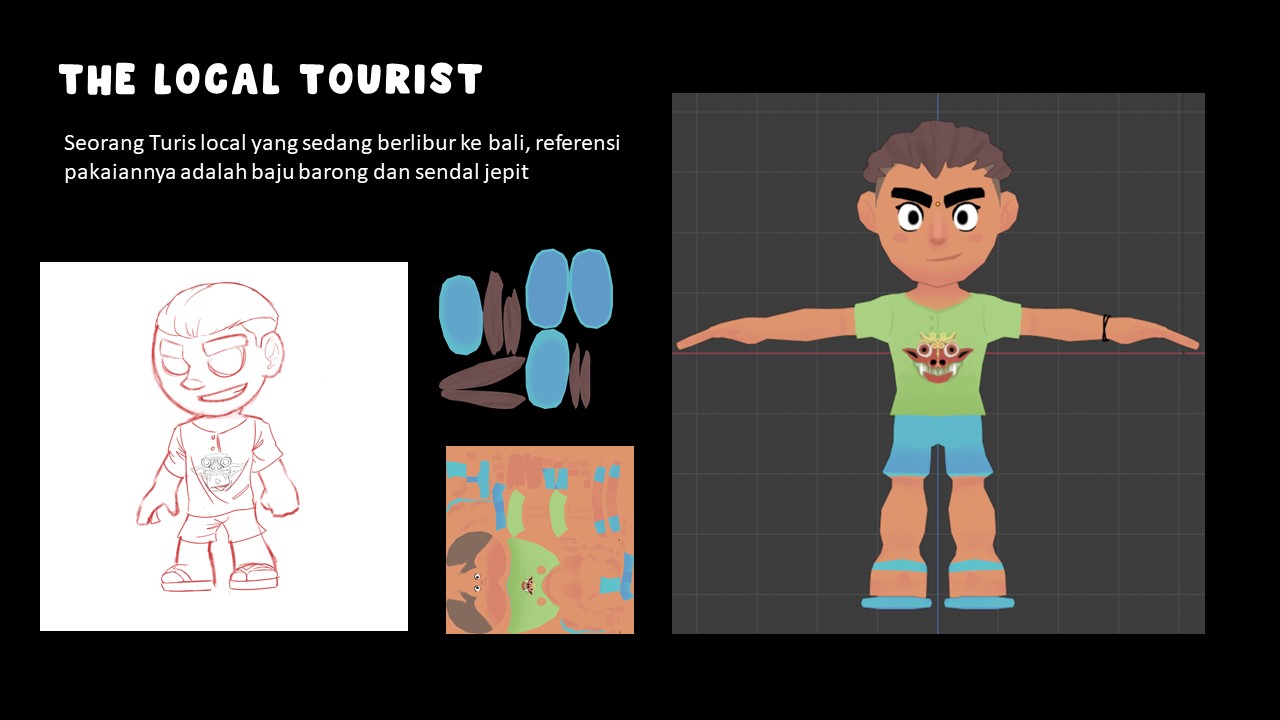 THE LOCAL TOURIST
Seorang Turis local yang sedang berlibur ke bali, referensi
pakaiannya adalah baju barong dan sendal jepit